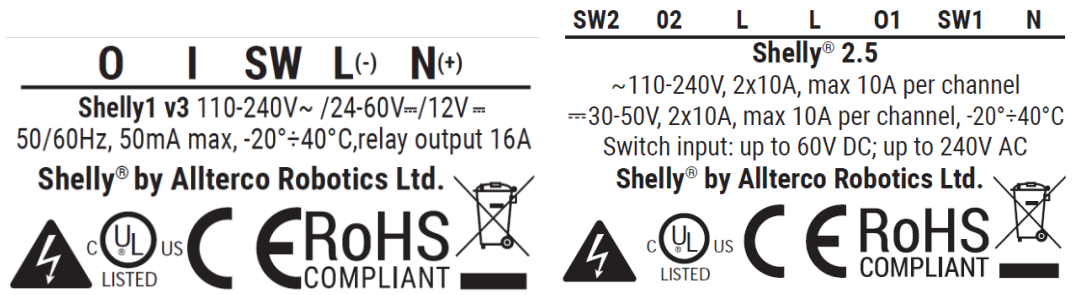 O I SW L(-) N(+)
Shelly1 v3 110-240V~ /24-60V⎓/12V⎓
50/60Hz, 50mA max, -20°÷40°C,relay output 16A
Shelly® by Allterco Robotics Ltd.
C UL® US LISTED
CE
RoHS
COMPLIANT
SW2 02 L L O1 SW1 N
Shelly® 2.5
~110-240V, 2x10A, max 10A per channel
⎓30-50V, 2x10A, max 10A per channel, -20°÷40°C
Switch input: up to 60V DC; up to 240V AC
Shelly® by Allterco Robotics Ltd.
C UL® US LISTED
CE
RoHS
COMPLIANT